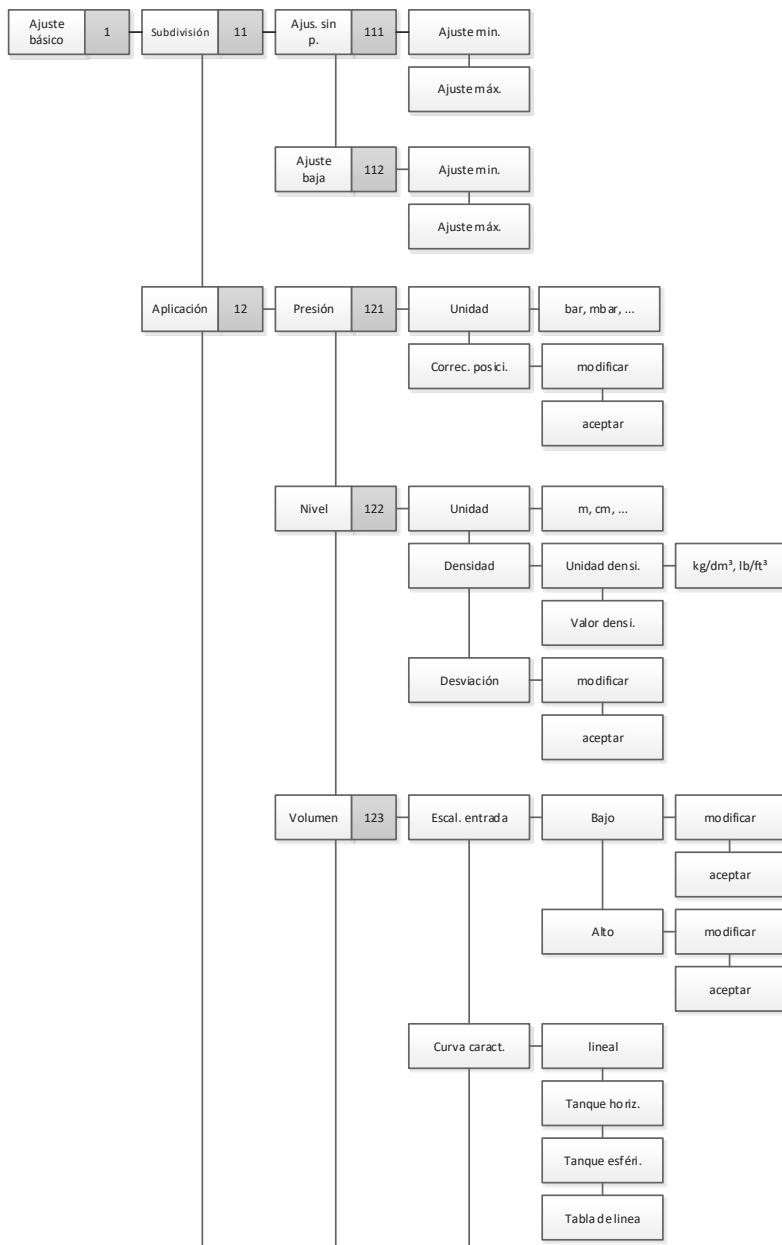 Ajuste
básico
1
Subdivisión
11
Ajus. sin
p.
111
Ajuste min.
Ajuste máx.
Ajuste
baja
112
Ajuste min.
Ajuste máx.
Aplicación
12
Presión
121
Unidad
bar, mbar, ...
Correc. posici.
modificar
aceptar
Nivel
122
Unidad
m, cm, ...
Densidad
Unidad densi.
kg/dm³, lb/ft³
Valor densi.
Desviación
modificar
aceptar
Volumen
123
Escal. entrada
Bajo
modificar
aceptar
Alto
modificar
aceptar
Curva caract.
lineal
Tanque horiz.
Tanque esféri.
Tabla de linea